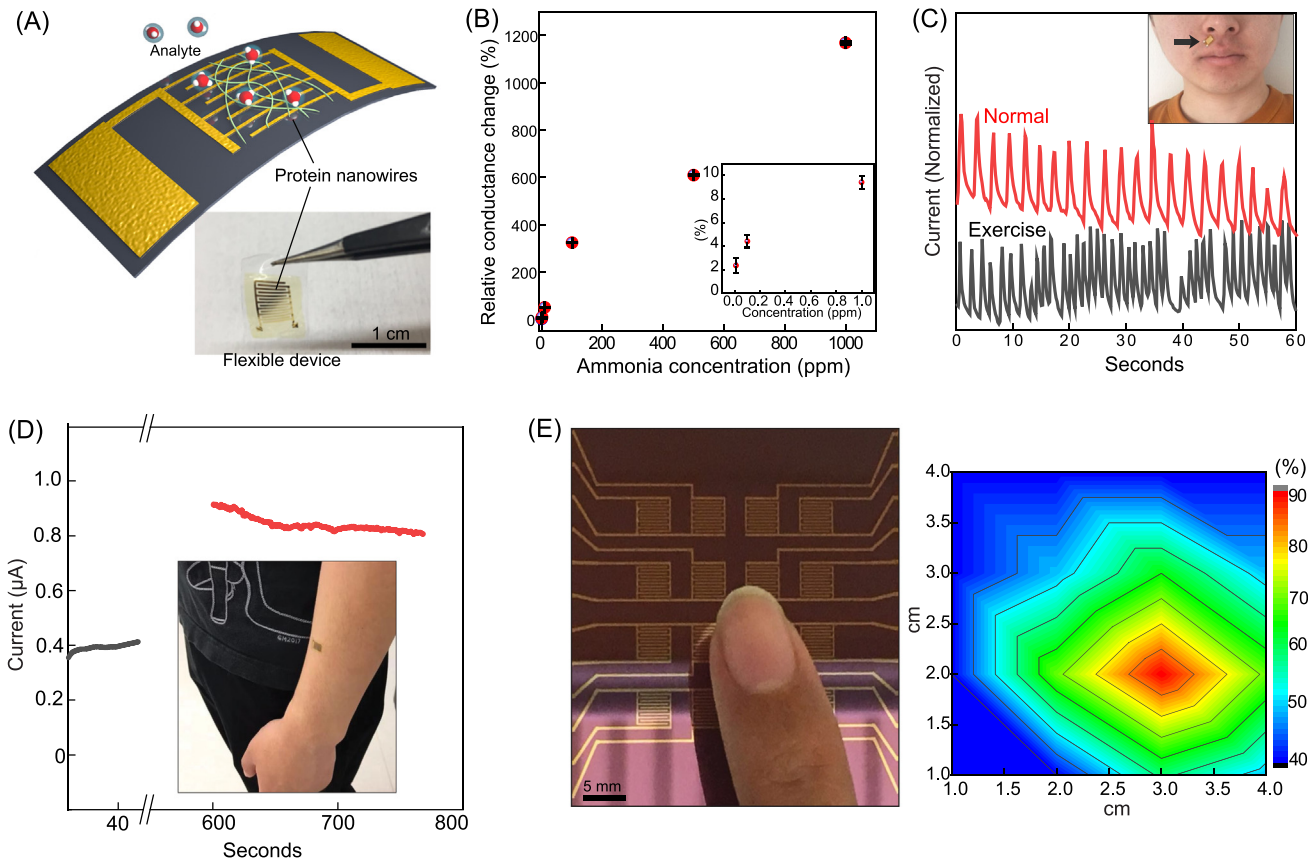 (A)
Analyte
Protein nanowires
1 cm
Flexible device
(B)
Relative conductance change (%)
1200
1000
800
600
400
200
0
0 200 400 600 800 1000
Ammonia concentration (ppm)
(%)
10
8
6
4
2
0
0.0 0.2 0.4 0.6 0.8 1.0
Concentration (ppm)
(C)
Current (Normalized)
Normal
Exercise
0 10 20 30 40 50 60
Seconds
(D)
Current (µA)
1.0
0.8
0.6
0.4
0.2
0
40 600 700 800
Seconds
(E)
5 mm
cm
4.0
3.5
3.0
2.5
2.0
1.5
1.0
1.0 1.5 2.0 2.5 3.0 3.5 4.0
cm
(%)
90
80
70
60
50
40